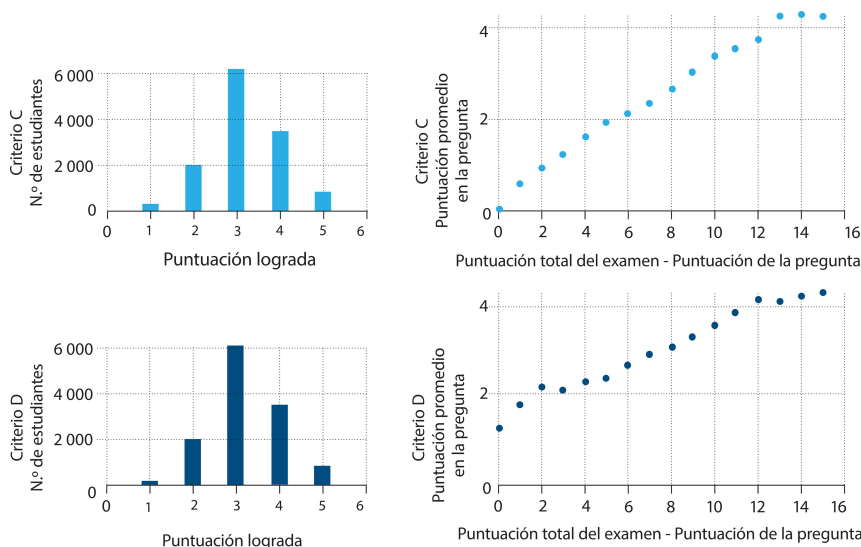 Criterio C
N.º de estudiantes
6 000
4 000
2 000
0
0 1 2 3 4 5 6
Puntuación lograda
Criterio C
Puntuación promedio
en la pregunta
4
2
0
0 2 4 6 8 10 12 14 16
Puntuación total del examen - Puntuación de la pregunta
Criterio D
N.º de estudiantes
6 000
4 000
2 000
0
0 1 2 3 4 5 6
Puntuación lograda
Criterio D
Puntuación promedio
en la pregunta
4
2
0
0 2 4 6 8 10 12 14 16
Puntuación total del examen - Puntuación de la pregunta